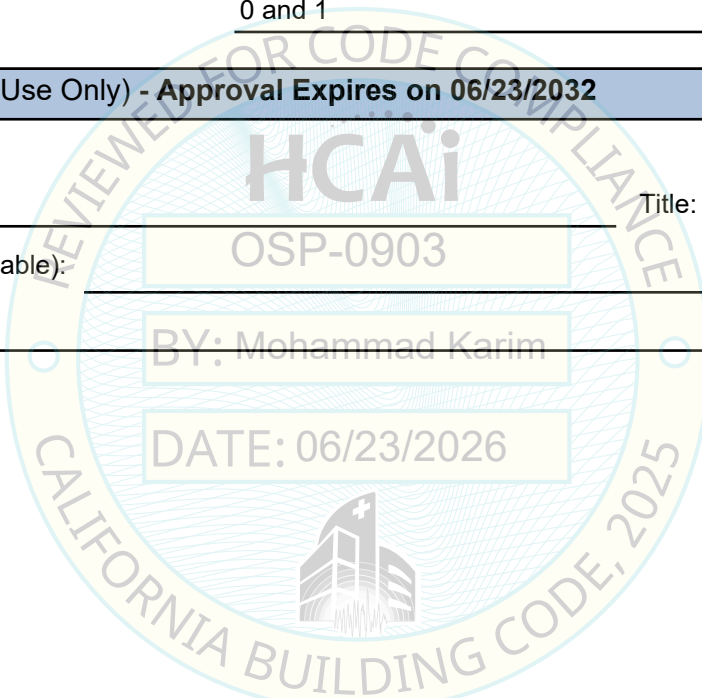 0 and 1
Use Only) - Approval Expires on 06/23/2032
REVIEWED FOR CODE COMPLIANCE
HCAi
Title:
OSP-0903
able):
BY: Mohammad Karim
DATE: 06/23/2026
CALIFORNIA BUILDING CODE, 2025